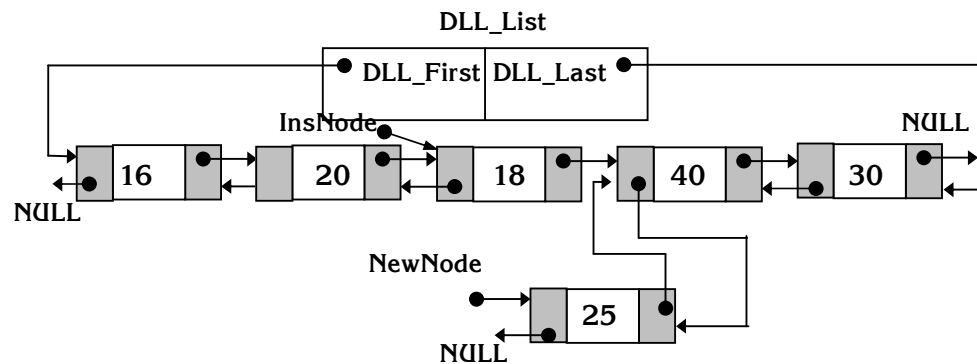 DLL_List
DLL_First DLL_Last
InsNode
NULL
16 20 18 40 30
NULL
NewNode
25
NULL